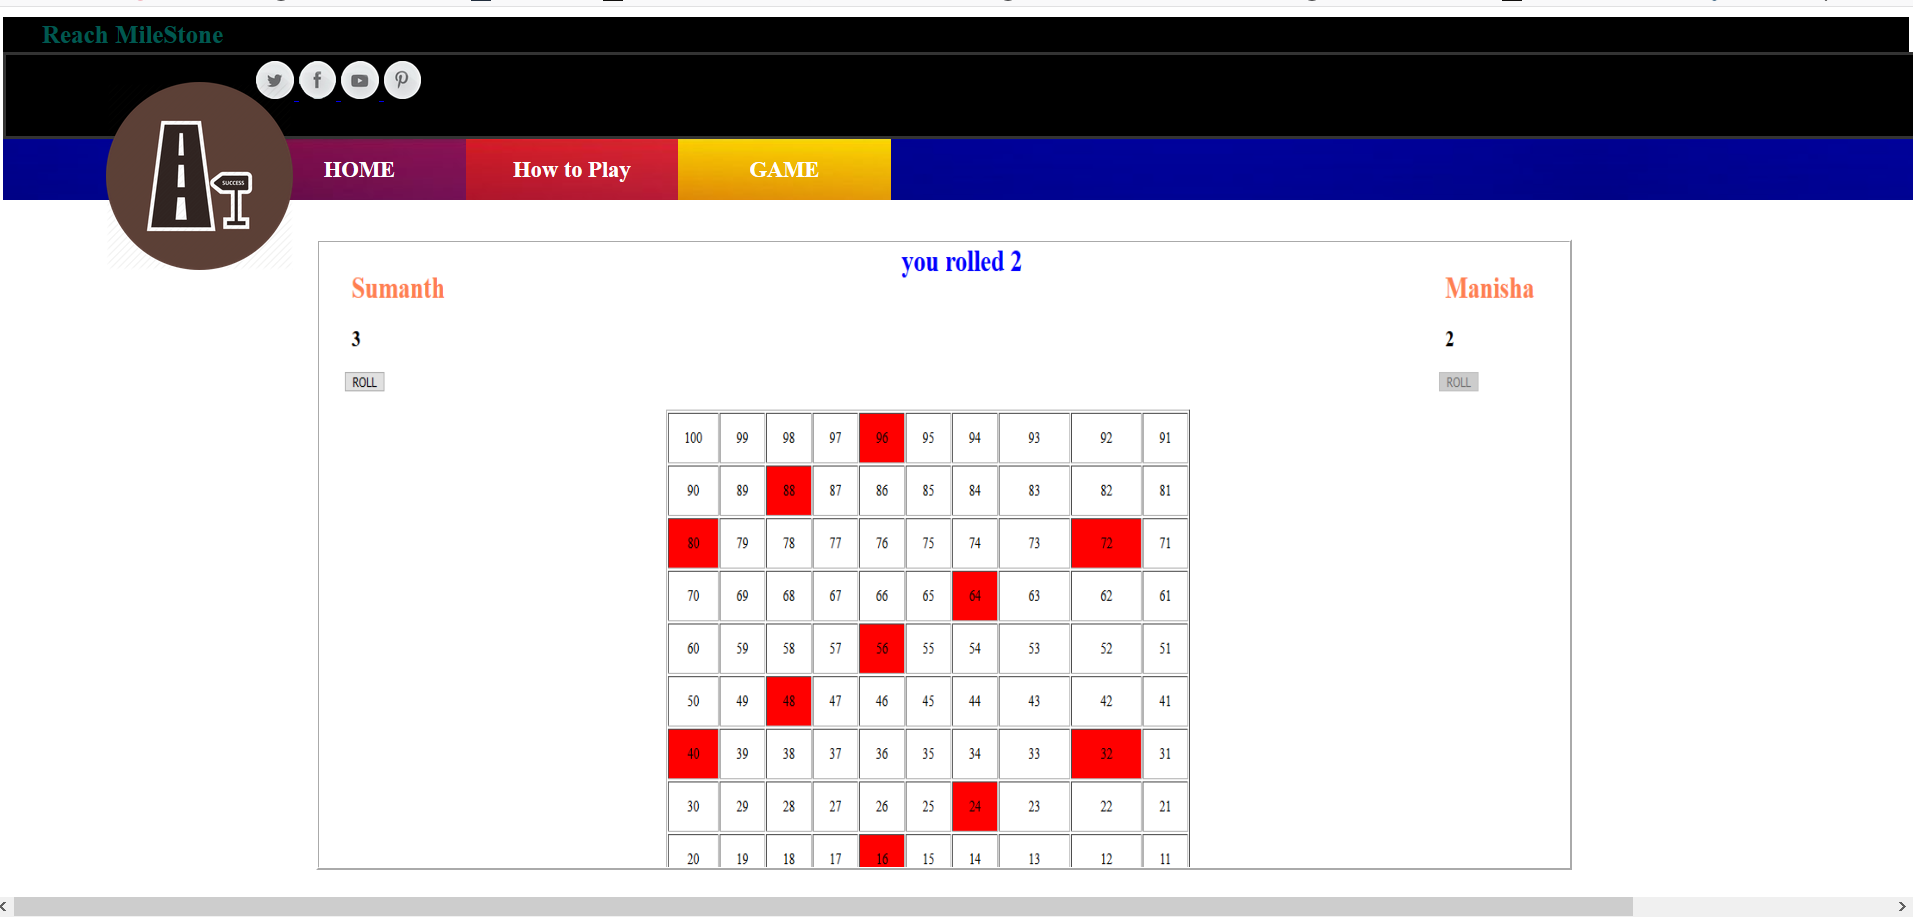 Reach MileStone
SUCCESS
HOME How to Play GAME
you rolled 2
Sumanth Manisha
3 2
ROLL ROLL
100 99 98 97 96 95 94 93 92 91
90 89 88 87 86 85 84 83 82 81
80 79 78 77 76 75 74 73 72 71
70 69 68 67 66 65 64 63 62 61
60 59 58 57 56 55 54 53 52 51
50 49 48 47 46 45 44 43 42 41
40 39 38 37 36 35 34 33 32 31
30 29 28 27 26 25 24 23 22 21
20 19 18 17 16 15 14 13 12 11